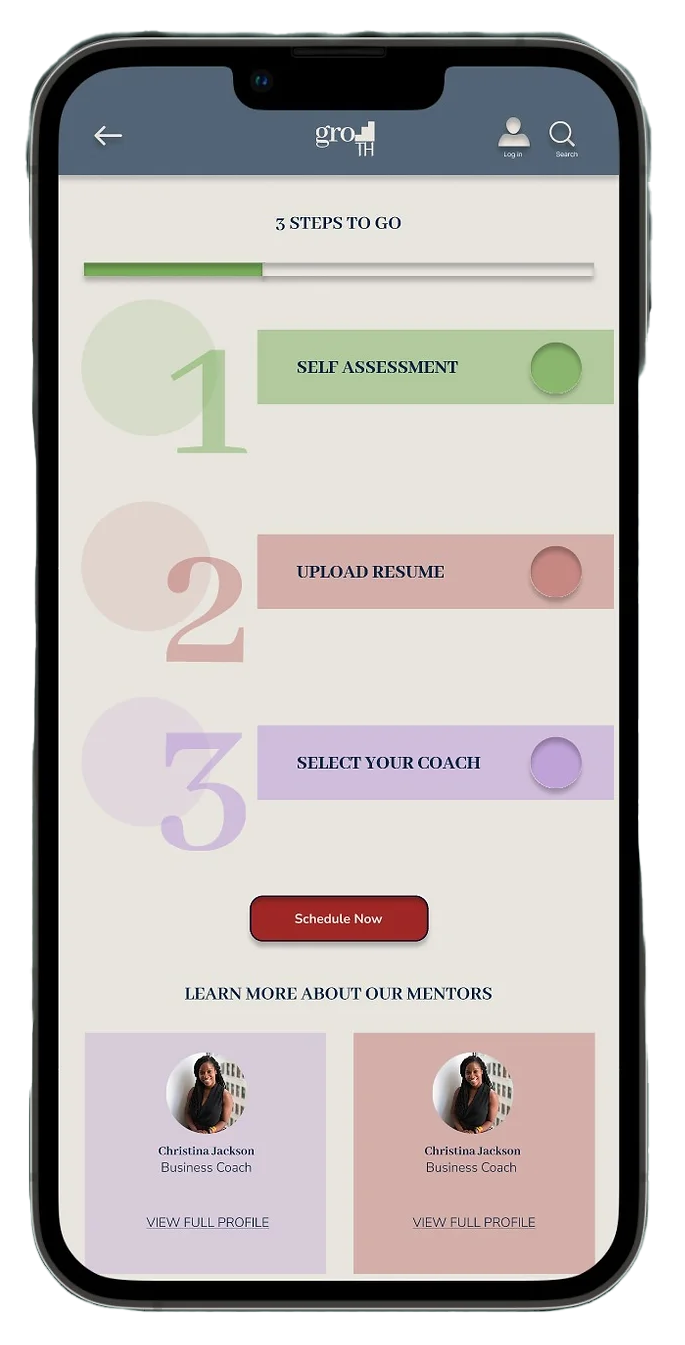 gro
TH
Log in
Search
3 STEPS TO GO
1
SELF ASSESSMENT
2
UPLOAD RESUME
3
SELECT YOUR COACH
Schedule Now
LEARN MORE ABOUT OUR MENTORS
Christina Jackson
Business Coach
VIEW FULL PROFILE
Christina Jackson
Business Coach
VIEW FULL PROFILE